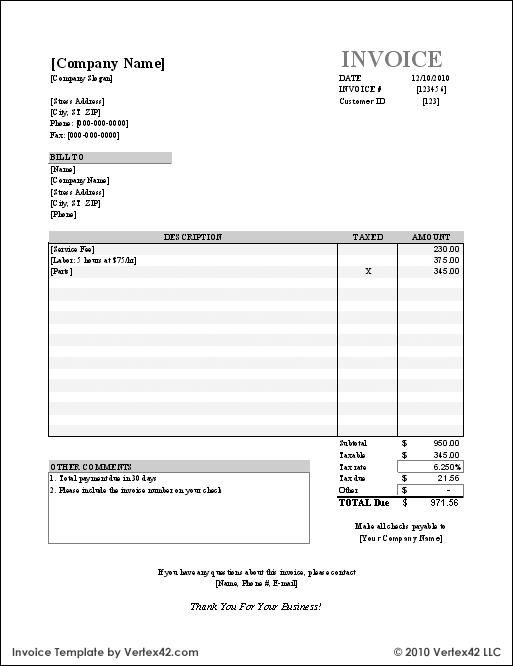 [Company Name]
INVOICE
[Company Slogan]
DATE 12/10/2010
INVOICE # [123456]
[Street Address]
Customer ID [123]
[City, ST ZIP]
Phone: [000-000-0000]
Fax: [000-000-0000]
BILL TO
[Name]
[Company Name]
[Street Address]
[City, ST ZIP]
[Phone]
DESCRIPTION TAXED AMOUNT
[Service Fee] 230.00
[Labor: 5 hours at $75/hr] 375.00
[Parts] X 345.00
Subtotal $ 950.00
Taxable $ 345.00
Tax rate 6.250%
Tax due $ 21.56
Other $ -
TOTAL Due $ 971.56
OTHER COMMENTS
1. Total payment due in 30 days
2. Please include the invoice number on your check
Make all checks payable to
[Your Company Name]
If you have any questions about this invoice, please contact
[Name, Phone #, E-mail]
Thank You For Your Business!
Invoice Template by Vertex42.com
© 2010 Vertex42 LLC